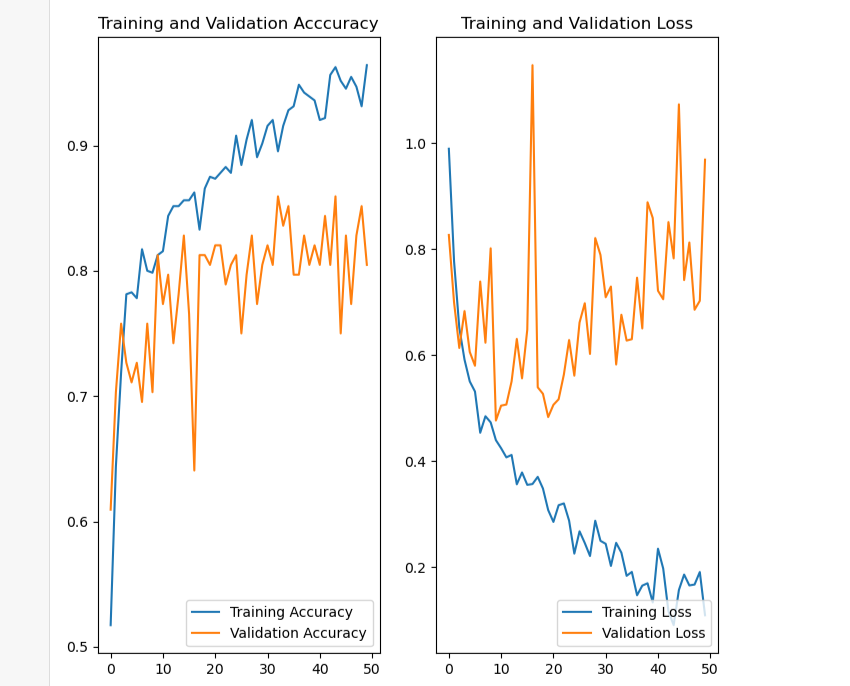 Training and Validation Acccuracy
0.9
0.8
0.7
0.6
0.5
0 10 20 30 40 50
Training Accuracy
Validation Accuracy
Training and Validation Loss
1.0
0.8
0.6
0.4
0.2
0 10 20 30 40 50
Training Loss
Validation Loss